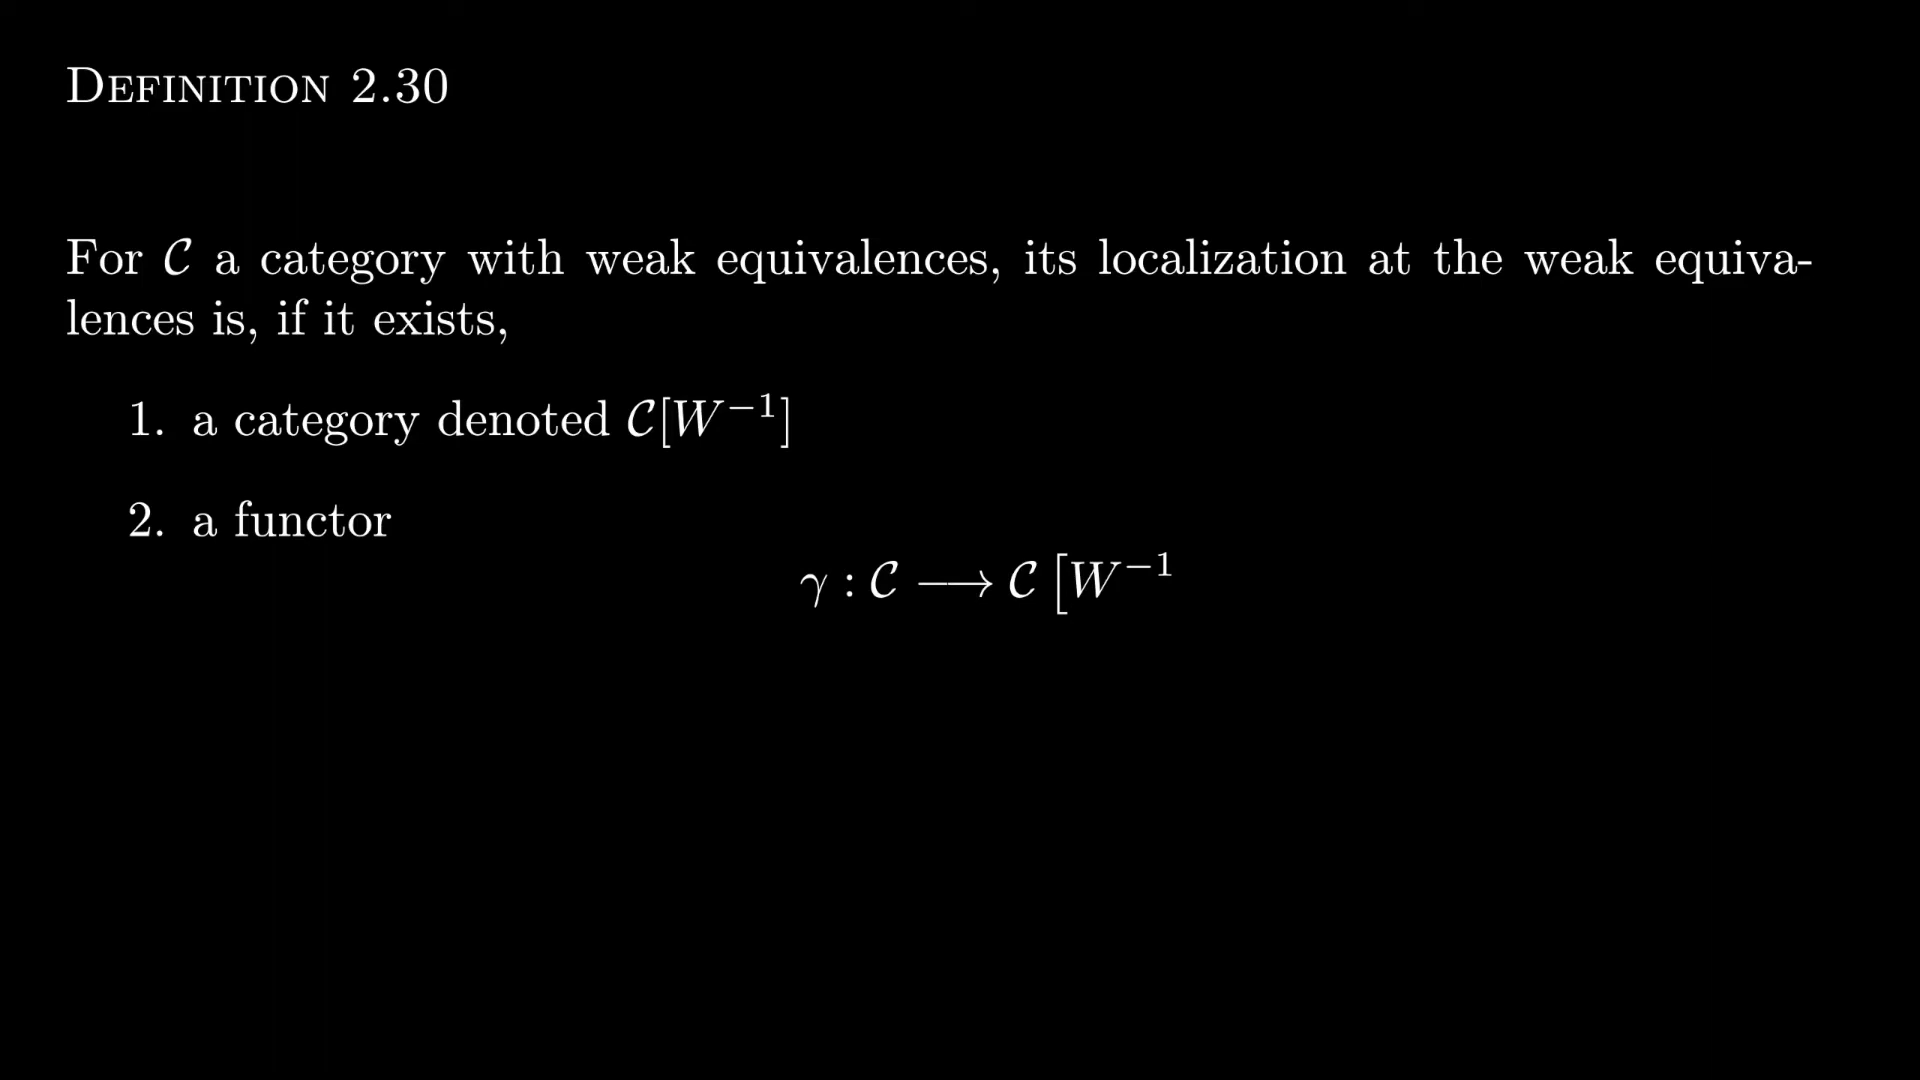 DEFINITION 2.30
For 𝒞 a category with weak equivalences, its localization at the weak equiva-
lences is, if it exists,
1. a category denoted 𝒞[W⁻¹]
2. a functor
γ : 𝒞 ⟶ 𝒞 [W⁻¹